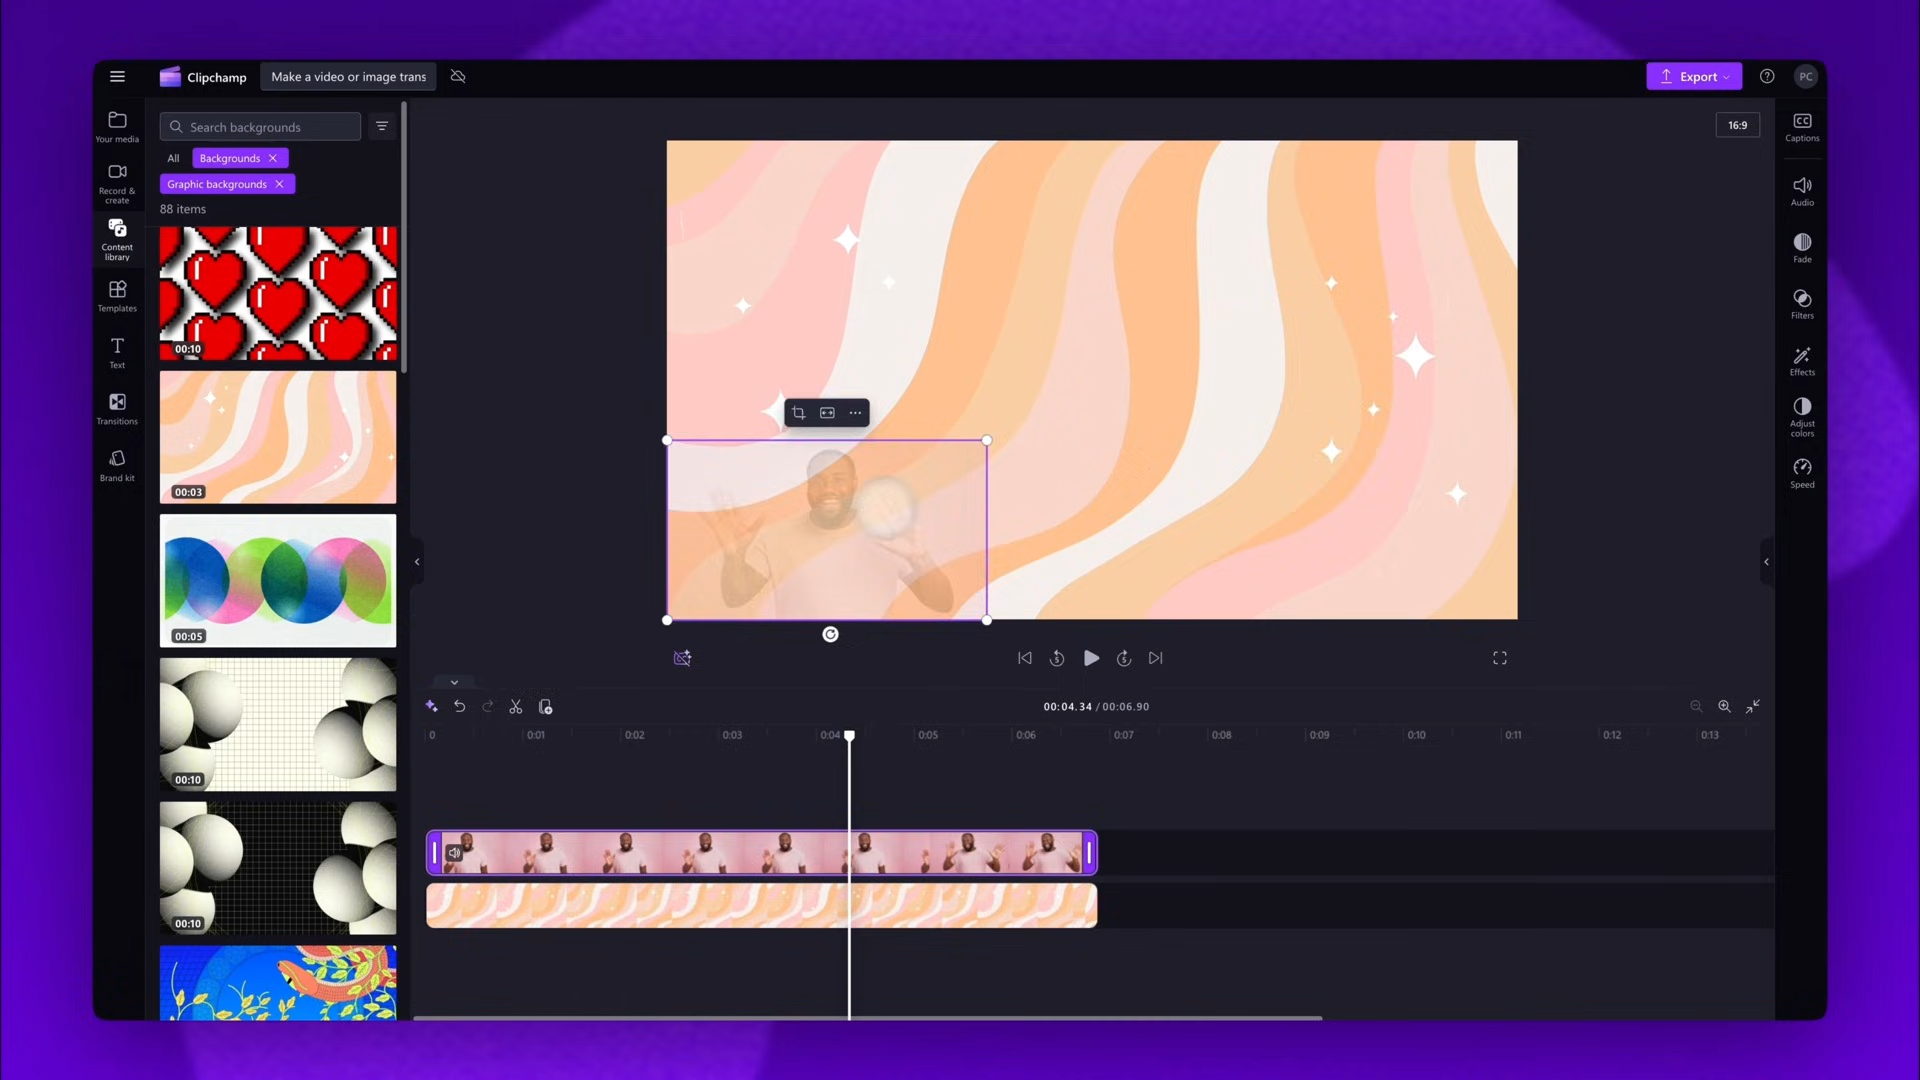 Clipchamp
Make a video or image trans
Export
PC
Your media
Record &
create
Content
library
Templates
Text
Transitions
Brand kit
Search backgrounds
All
Backgrounds
Graphic backgrounds
88 items
00:10
00:03
00:05
00:10
00:10
16:9
CC
Captions
Audio
Fade
Filters
Effects
Adjust
colors
Speed
5
5
00:04.34 / 00:06.90
0 0:01 0:02 0:03 0:04 0:05 0:06 0:07 0:08 0:09 0:10 0:11 0:12 0:13